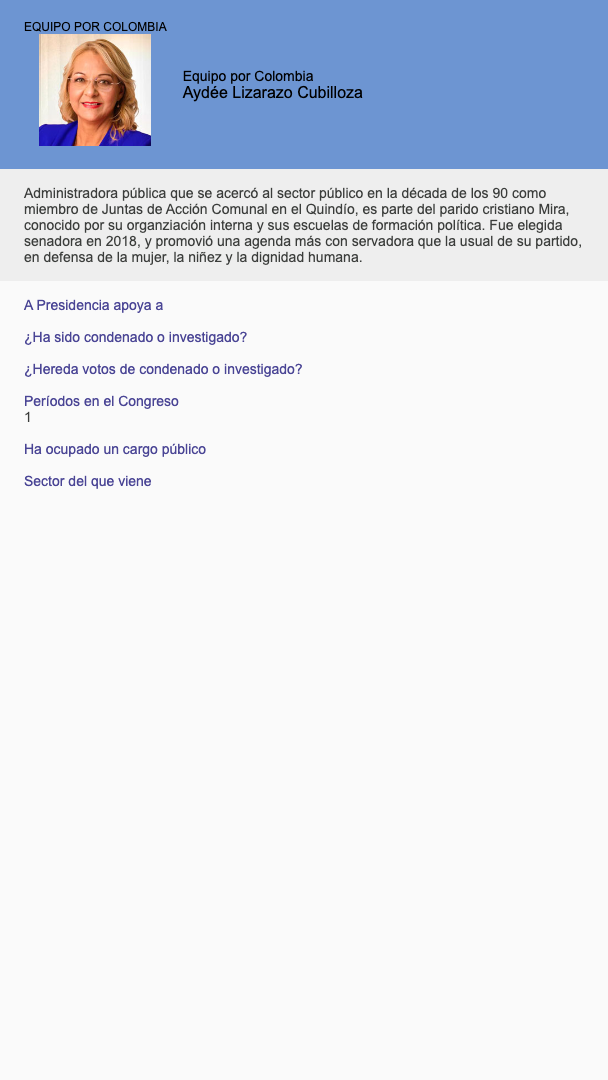 EQUIPO POR COLOMBIA
Equipo por Colombia
Aydée Lizarazo Cubilloza
Administradora pública que se acercó al sector público en la década de los 90 como
miembro de Juntas de Acción Comunal en el Quindío, es parte del parido cristiano Mira,
conocido por su organziación interna y sus escuelas de formación política. Fue elegida
senadora en 2018, y promovió una agenda más con servadora que la usual de su partido,
en defensa de la mujer, la niñez y la dignidad humana.
A Presidencia apoya a
¿Ha sido condenado o investigado?
¿Hereda votos de condenado o investigado?
Períodos en el Congreso
1
Ha ocupado un cargo público
Sector del que viene